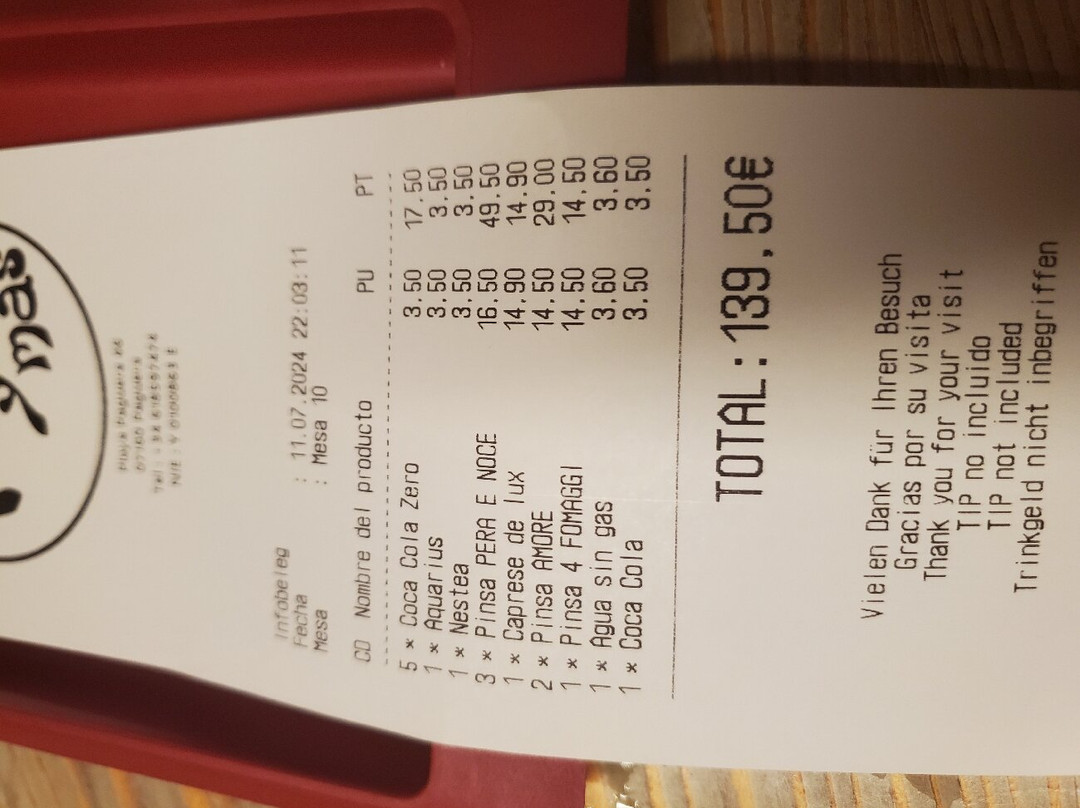 y mas
Infobeleg
Fecha : 11.07.2024 22:03:11
Mesa : Mesa 10
CD Nombre del producto PU PT
5 * Coca Cola Zero 3.50 17.50
1 * Aquarius 3.50 3.50
1 * Nestea 3.50 3.50
3 * Pinsa PERA E NOCE 16.50 49.50
1 * Caprese de lux 14.90 14.90
2 * Pinsa AMORE 14.50 29.00
1 * Pinsa 4 FOMAGGI 14.50 14.50
1 * Agua sin gas 3.60 3.60
1 * Coca Cola 3.50 3.50
TOTAL: 139,50€
Vielen Dank für Ihren Besuch
Gracias por su visita
Thank you for your visit
TIP no incluido
TIP not included
Trinkgeld nicht inbegriffen